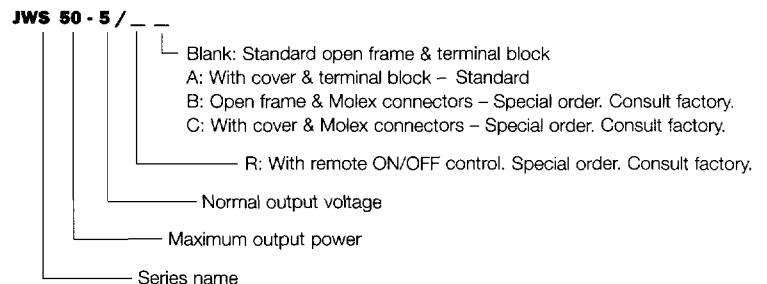 JWS 50 - 5 / _ _
Blank: Standard open frame & terminal block
A: With cover & terminal block – Standard
B: Open frame & Molex connectors – Special order. Consult factory.
C: With cover & Molex connectors – Special order. Consult factory.
R: With remote ON/OFF control. Special order. Consult factory.
Normal output voltage
Maximum output power
Series name